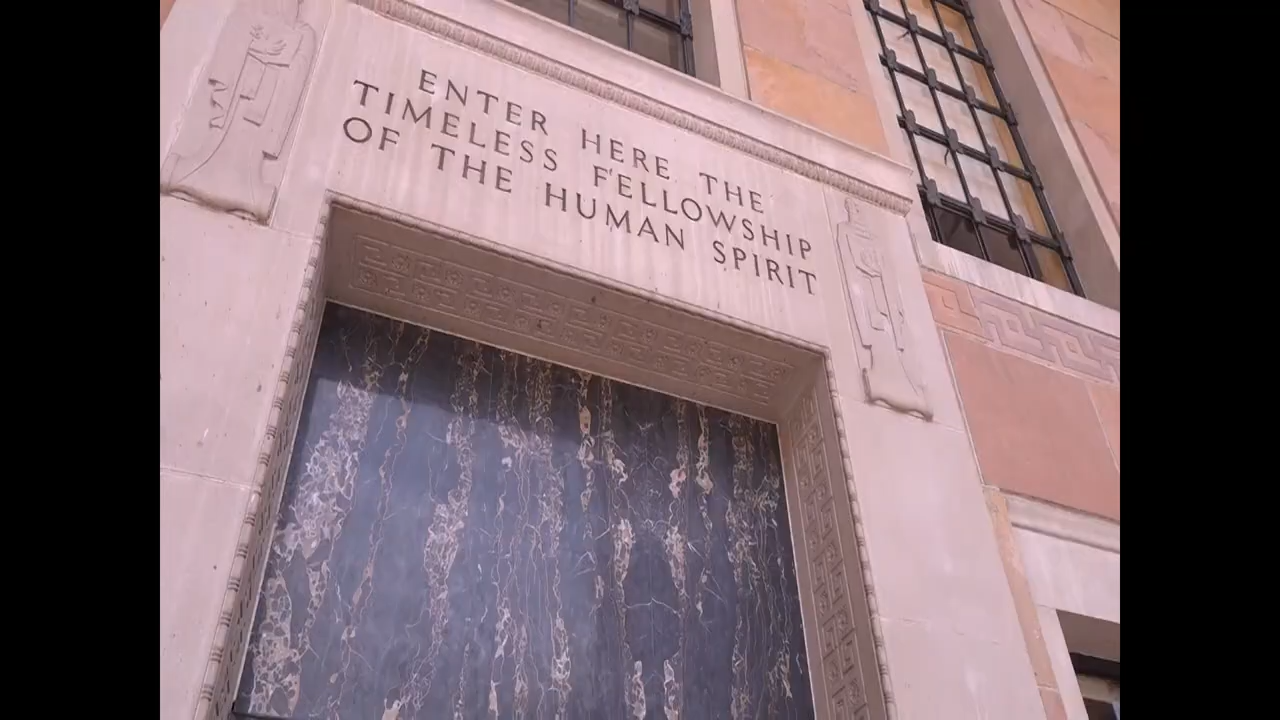 ENTER HERE THE
TIMELESS FELLOWSHIP
OF THE HUMAN SPIRIT